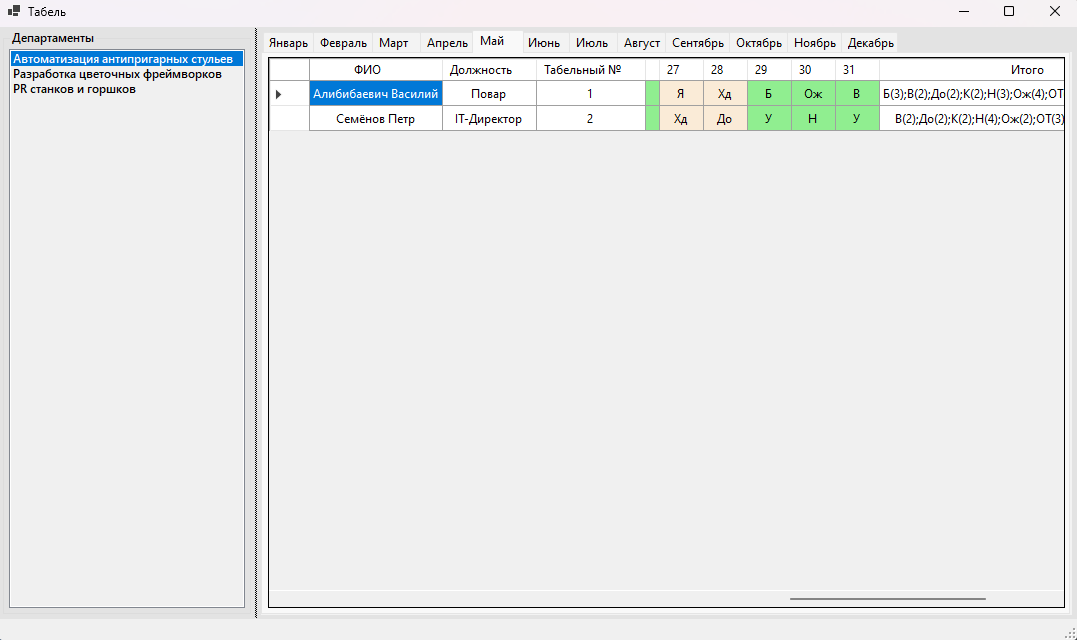 Табель
Департаменты
Автоматизация антипригарных стульев
Разработка цветочных фреймворков
PR станков и горшков
Январь Февраль Март Апрель Май Июнь Июль Август Сентябрь Октябрь Ноябрь Декабрь
ФИО Должность Табельный № 27 28 29 30 31 Итого
Алибибаевич Василий Повар 1 Я Хд Б Ож В Б(3);В(2);До(2);К(2);Н(3);Ож(4);ОТ
Семёнов Петр IT-Директор 2 Хд До У Н У В(2);До(2);К(2);Н(4);Ож(2);ОТ(3)